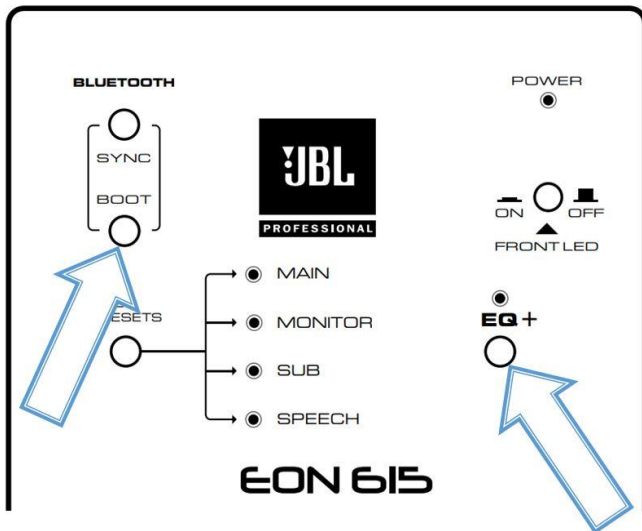 BLUETOOTH
SYNC
BOOT
POWER
ON OFF
FRONT LED
JBL
PROFESSIONAL
ESETS
MAIN
MONITOR
SUB
SPEECH
EQ+
EON 615